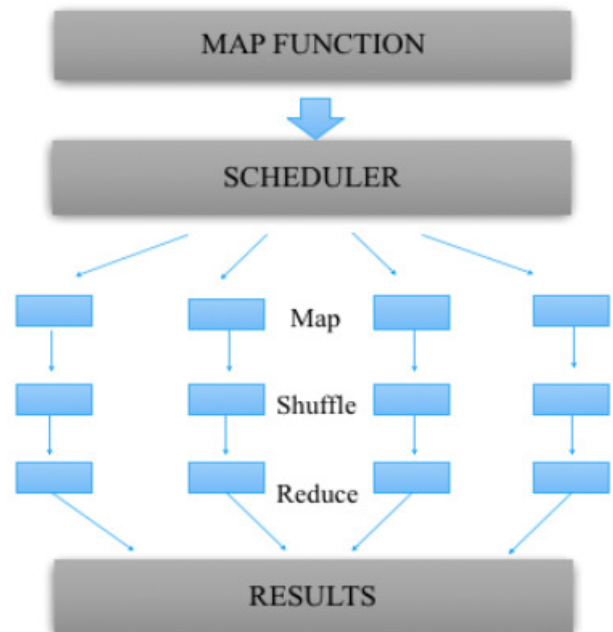 MAP FUNCTION
SCHEDULER
Map
Shuffle
Reduce
RESULTS